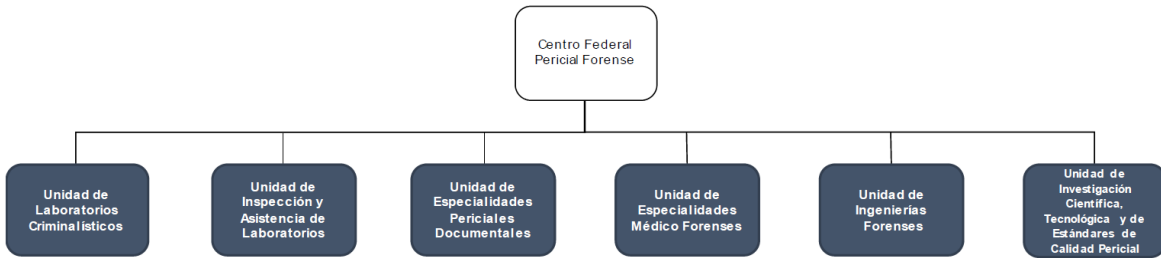 Centro Federal
Pericial Forense
Unidad de
Laboratorios
Criminalísticos
Unidad de
Inspección y
Asistencia de
Laboratorios
Unidad de
Especialidades
Periciales
Documentales
Unidad de
Especialidades
Médico Forenses
Unidad de
Ingenierías
Forenses
Unidad de
Investigación
Científica,
Tecnológica y de
Estándares de
Calidad Pericial